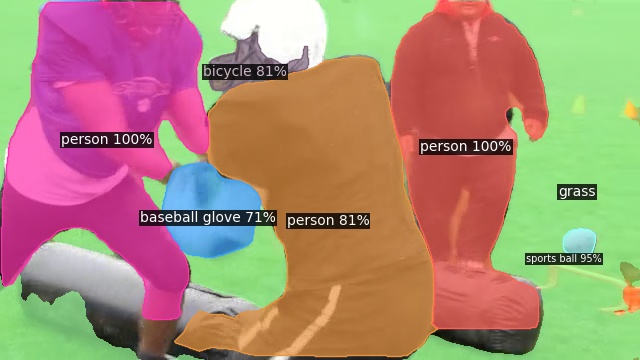 bicycle 81%
person 100%
person 100%
grass
baseball glove 71%
person 81%
sports ball 95%